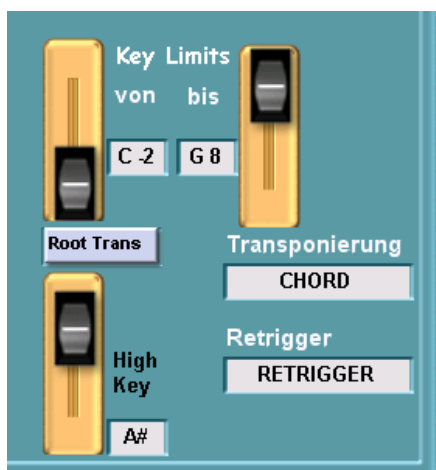 Key Limits
von bis
C -2 G 8
Root Trans
Transponierung
CHORD
Retrigger
RETRIGGER
High
Key
A#